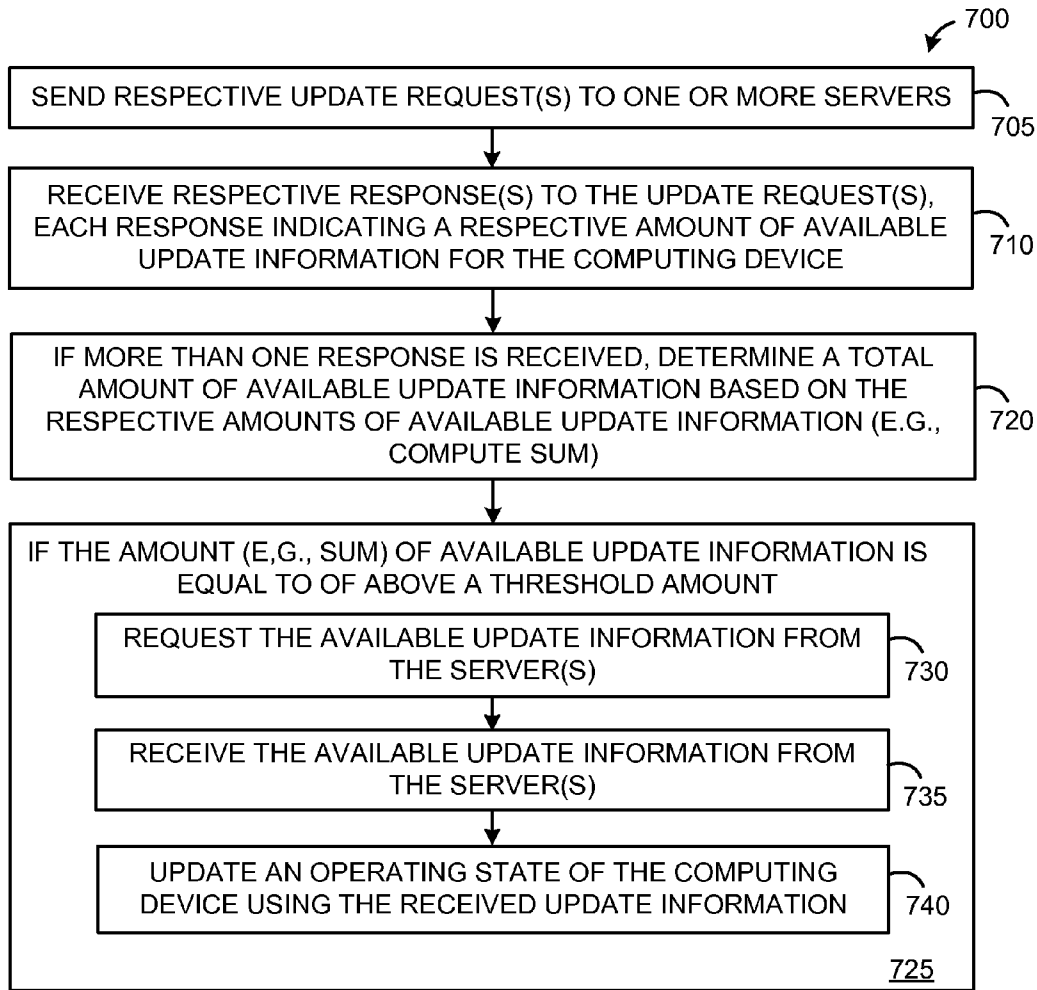 700
SEND RESPECTIVE UPDATE REQUEST(S) TO ONE OR MORE SERVERS
705
RECEIVE RESPECTIVE RESPONSE(S) TO THE UPDATE REQUEST(S),
EACH RESPONSE INDICATING A RESPECTIVE AMOUNT OF AVAILABLE
UPDATE INFORMATION FOR THE COMPUTING DEVICE
710
IF MORE THAN ONE RESPONSE IS RECEIVED, DETERMINE A TOTAL
AMOUNT OF AVAILABLE UPDATE INFORMATION BASED ON THE
RESPECTIVE AMOUNTS OF AVAILABLE UPDATE INFORMATION (E.G.,
COMPUTE SUM)
720
IF THE AMOUNT (E,G., SUM) OF AVAILABLE UPDATE INFORMATION IS
EQUAL TO OF ABOVE A THRESHOLD AMOUNT
REQUEST THE AVAILABLE UPDATE INFORMATION FROM
THE SERVER(S)
730
RECEIVE THE AVAILABLE UPDATE INFORMATION FROM
THE SERVER(S)
735
UPDATE AN OPERATING STATE OF THE COMPUTING
DEVICE USING THE RECEIVED UPDATE INFORMATION
740
725